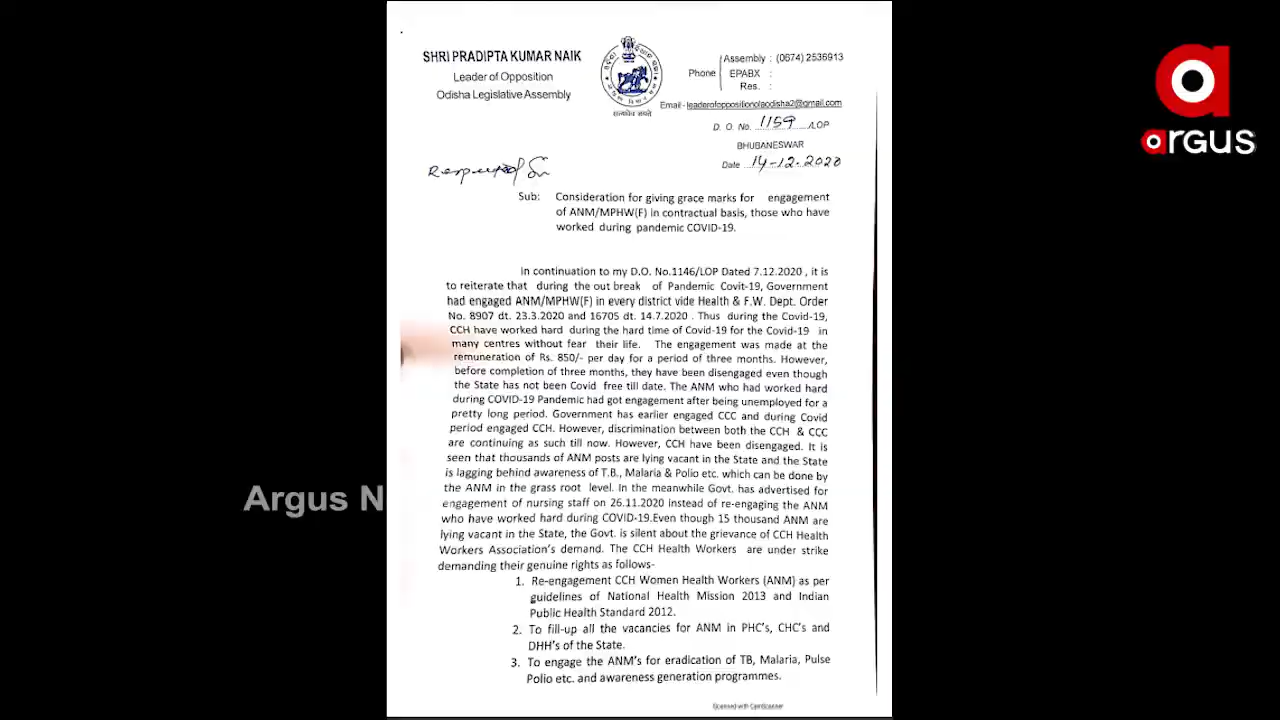 SHRI PRADIPTA KUMAR NAIK
Leader of Opposition
Odisha Legislative Assembly
सत्यमेव जयते
Phone
Assembly : (0674) 2536913
EPABX :
Res. :
Email - leaderofoppositionolaodisha2@gmail.com
D. O. No. 1159 /LOP
BHUBANESWAR
Date 14-12-2020
Respected Sir
Sub: Consideration for giving grace marks for engagement
of ANM/MPHW(F) in contractual basis, those who have
worked during pandemic COVID-19.
In continuation to my D.O. No.1146/LOP Dated 7.12.2020 , it is
to reiterate that during the out break of Pandemic Covit-19, Government
had engaged ANM/MPHW(F) in every district vide Health & F.W. Dept. Order
No. 8907 dt. 23.3.2020 and 16705 dt. 14.7.2020 . Thus during the Covid-19,
CCH have worked hard during the hard time of Covid-19 for the Covid-19 in
many centres without fear their life. The engagement was made at the
remuneration of Rs. 850/- per day for a period of three months. However,
before completion of three months, they have been disengaged even though
the State has not been Covid free till date. The ANM who had worked hard
during COVID-19 Pandemic had got engagement after being unemployed for a
pretty long period. Government has earlier engaged CCC and during Covid
period engaged CCH. However, discrimination between both the CCH & CCC
are continuing as such till now. However, CCH have been disengaged. It is
seen that thousands of ANM posts are lying vacant in the State and the State
is lagging behind awareness of T.B., Malaria & Polio etc. which can be done by
the ANM in the grass root level. In the meanwhile Govt. has advertised for
engagement of nursing staff on 26.11.2020 instead of re-engaging the ANM
who have worked hard during COVID-19.Even though 15 thousand ANM are
lying vacant in the State, the Govt. is silent about the grievance of CCH Health
Workers Association's demand. The CCH Health Workers are under strike
demanding their genuine rights as follows-
1. Re-engagement CCH Women Health Workers (ANM) as per
guidelines of National Health Mission 2013 and Indian
Public Health Standard 2012.
2. To fill-up all the vacancies for ANM in PHC's, CHC's and
DHH's of the State.
3. To engage the ANM's for eradication of TB, Malaria, Pulse
Polio etc. and awareness generation programmes.
Scanned with CamScanner
Argus N
argus